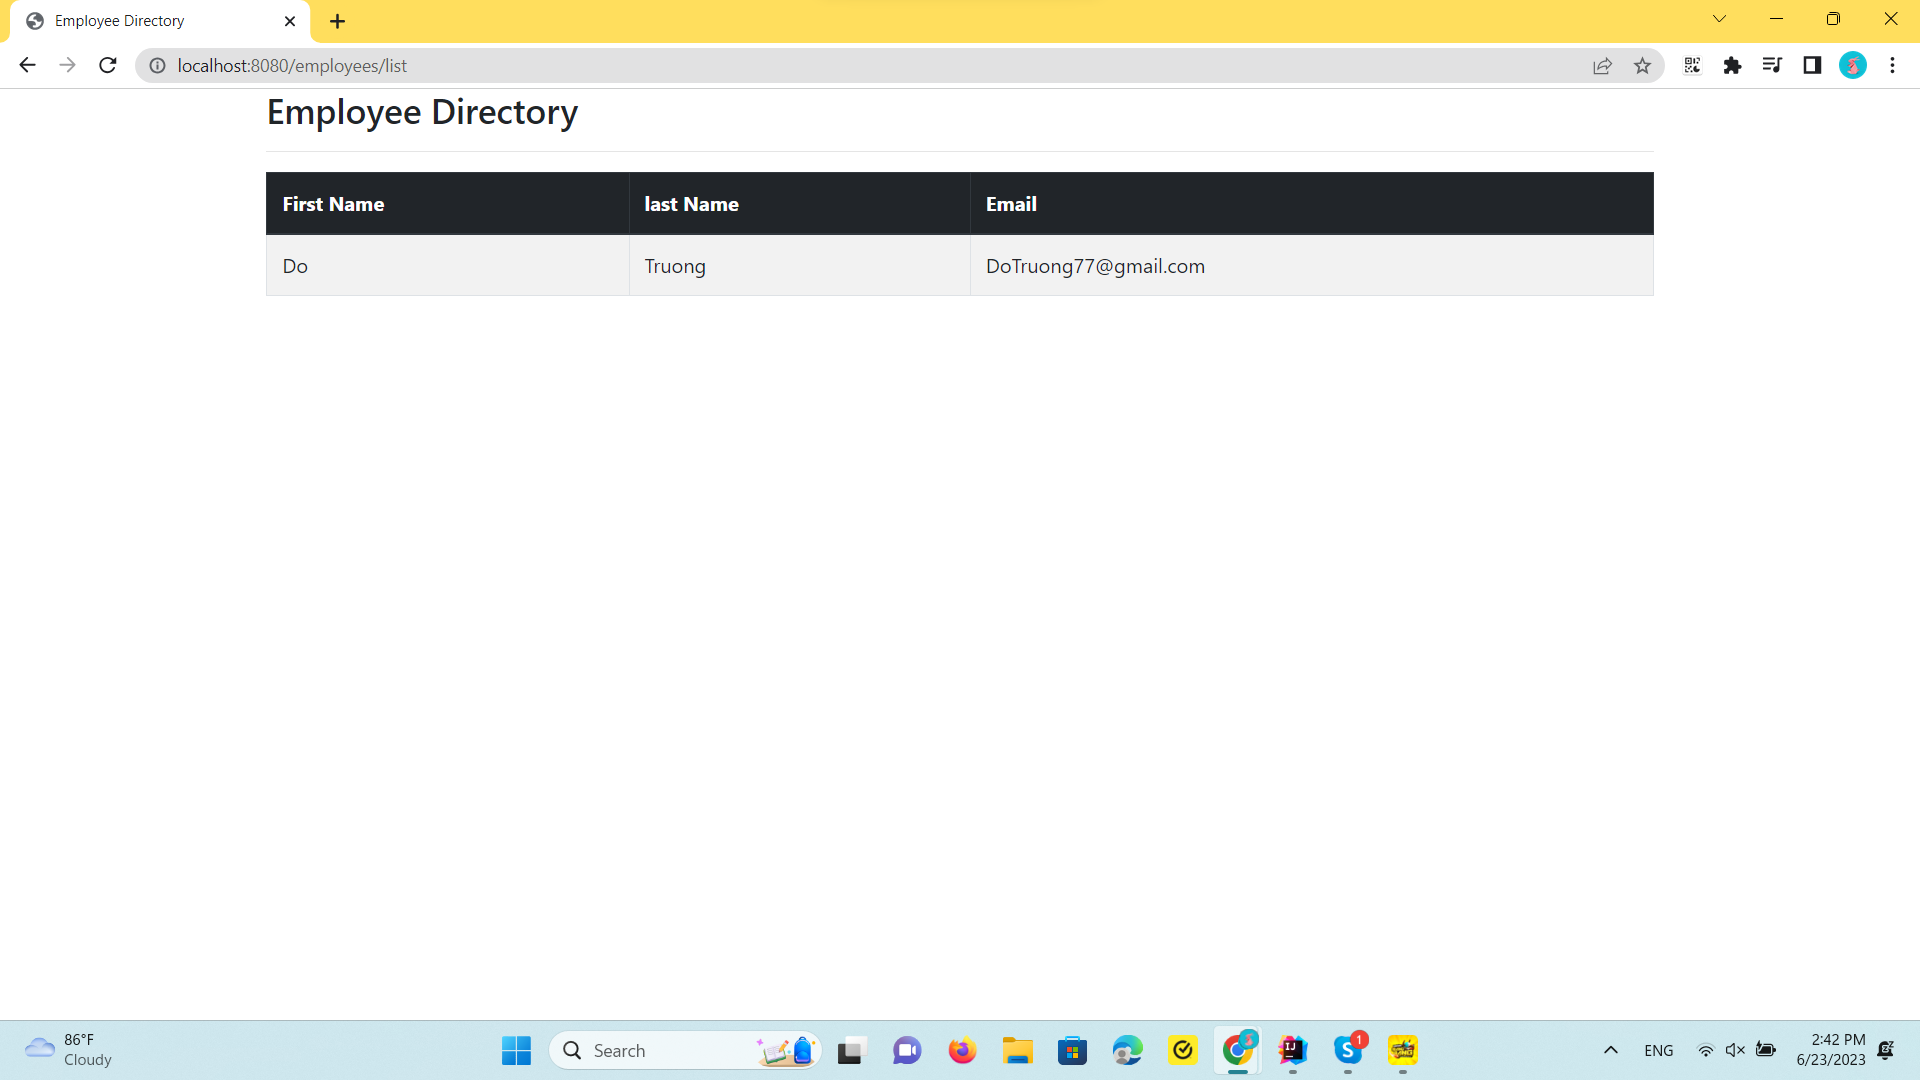 Employee Directory
localhost:8080/employees/list
Employee Directory
First Name last Name Email
Do Truong DoTruong77@gmail.com
86°F
Cloudy
Search
1
ENG
2:42 PM
6/23/2023